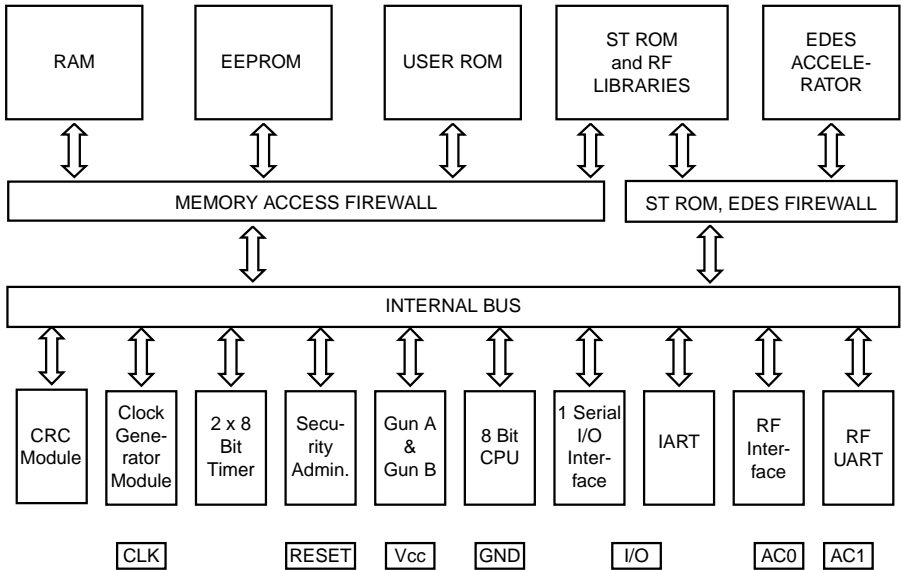 RAM
EEPROM
USER ROM
ST ROM
and RF
LIBRARIES
EDES
ACCELE-
RATOR
MEMORY ACCESS FIREWALL
ST ROM, EDES FIREWALL
INTERNAL BUS
CRC
Module
Clock
Gene-
rator
Module
2 x 8
Bit
Timer
Secu-
rity
Admin.
Gun A
&
Gun B
8 Bit
CPU
1 Serial
I/O
Inter-
face
IART
RF
Inter-
face
RF
UART
CLK
RESET
Vcc
GND
I/O
AC0
AC1